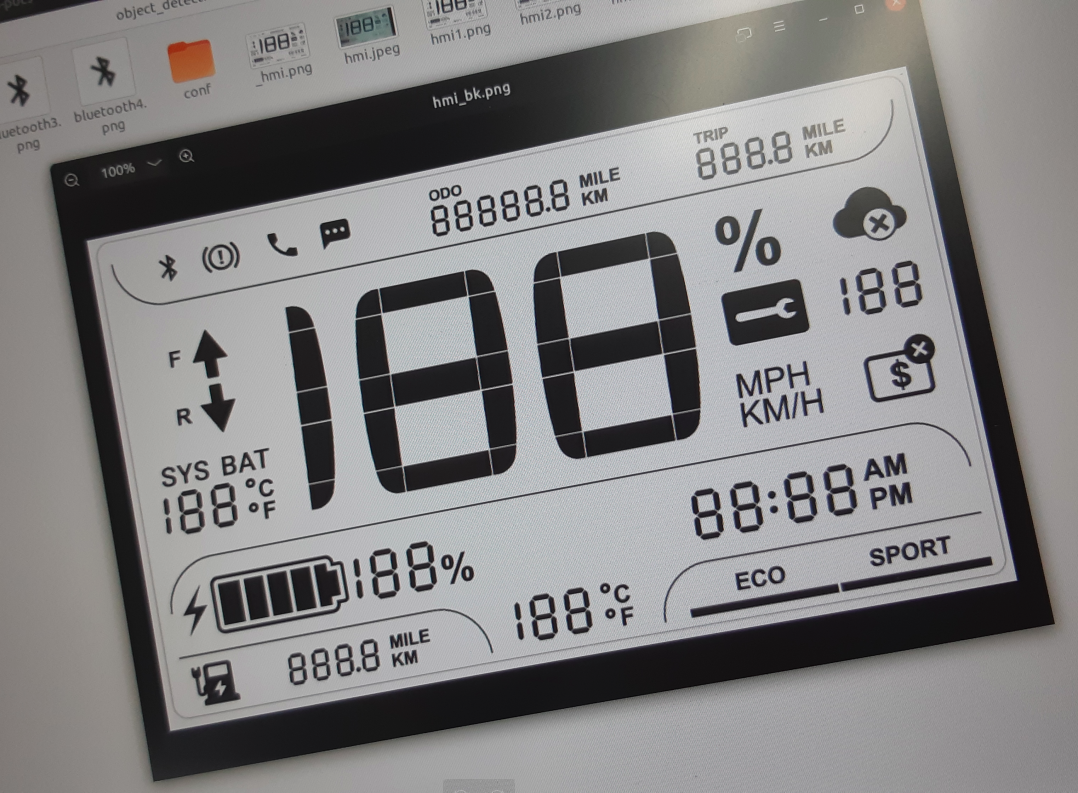 object_detec
uetooth3.
png
bluetooth4.
png
conf
_hmi.png
hmi.jpeg
hmi1.png
hmi2.png
hmi_bk.png
100%
ODO
88888.8 MILE
KM
TRIP
888.8 MILE
KM
F
R
188
%
MPH
KM/H
188
$
SYS BAT
188 °C
°F
88:88 AM
PM
188%
188 °C
°F
ECO
SPORT
888.8 MILE
KM